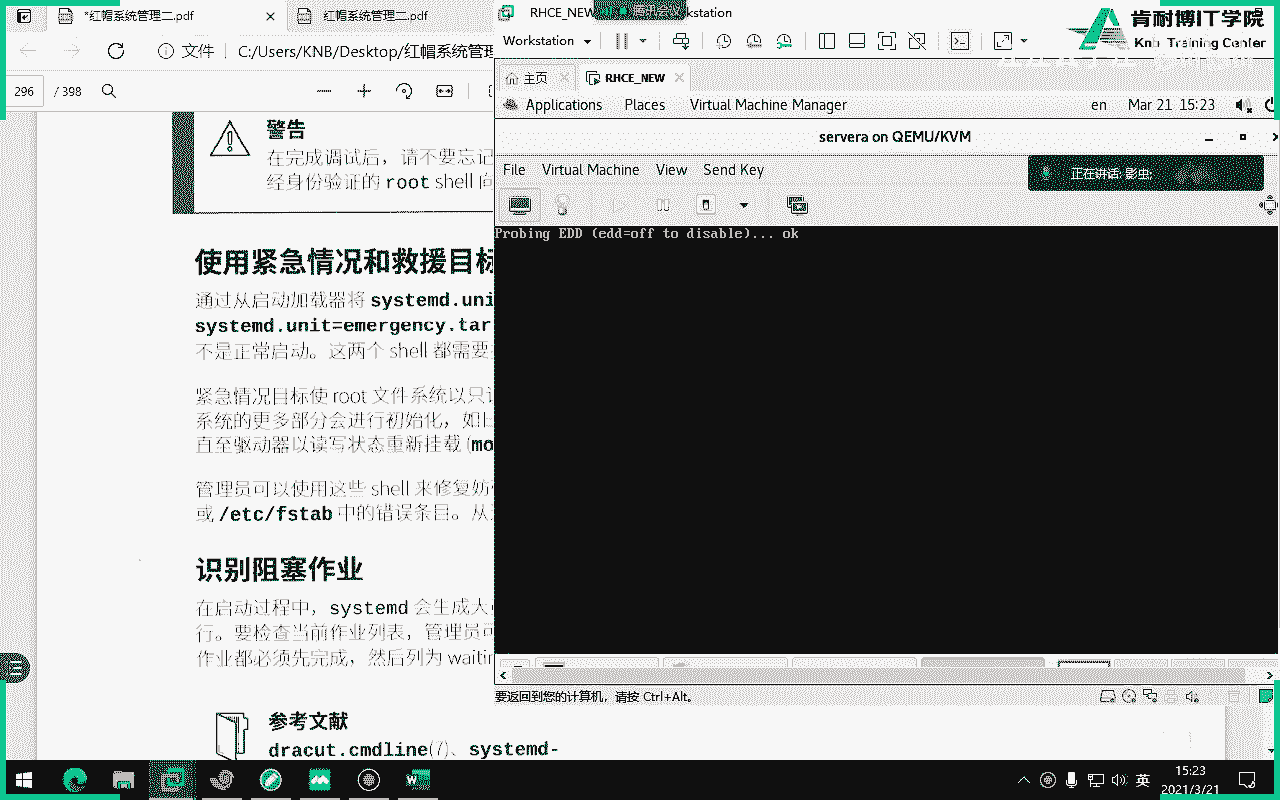 *红帽系统管理二.pdf
红帽系统管理二.pdf
文件
C:/Users/KNB/Desktop/红帽系统管理
296
/ 398
警告
在完成调试后，请不要忘记
经身份验证的 root shell 向
使用紧急情况和救援目标
通过从启动加载器将 systemd.uni
systemd.unit=emergency.tar
不是正常启动。这两个 shell 都需要
紧急情况目标使 root 文件系统以只
系统的更多部分会进行初始化，如
直至驱动器以读写状态重新挂载 (mo
管理员可以使用这些 shell 来修复妨
或 /etc/fstab 中的错误条目。从
识别阻塞作业
在启动过程中，systemd 会生成大
行。要检查当前作业列表，管理员可
作业都必须先完成，然后列为 waitin
参考文献
dracut.cmdline(7)、systemd-
RHCE_NEW
kstation
Workstation
主页
RHCE_NEW
Applications
Places
Virtual Machine Manager
en
Mar 21 15:23
servera on QEMU/KVM
File
Virtual Machine
View
Send Key
正在讲话: 影虫;
Probing EDD (edd=off to disable)... ok
要返回到您的计算机，请按 Ctrl+Alt。
肯耐博IT学院
Knb Training Center
英
15:23
2021/3/21